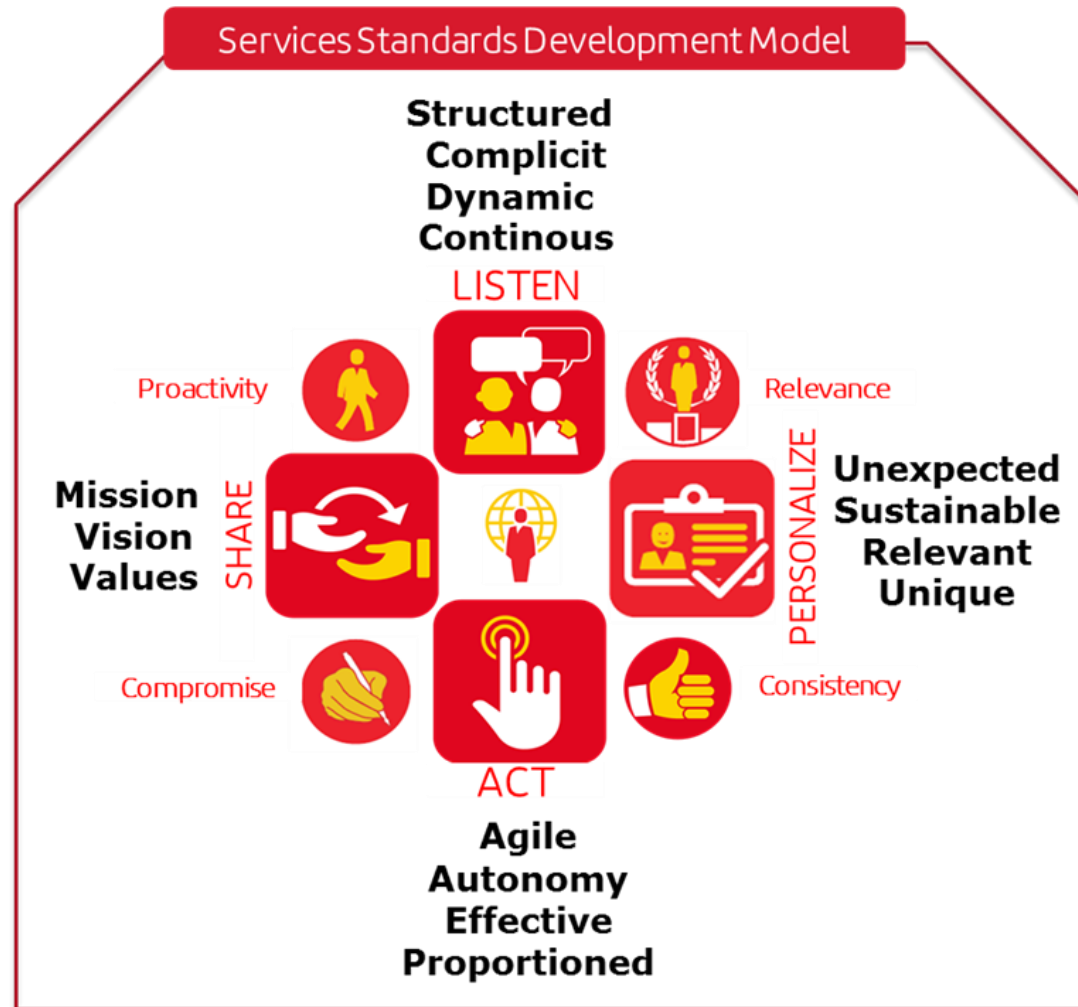 Services Standards Development Model
Structured
Complicit
Dynamic
Continous
LISTEN
Proactivity
Relevance
Mission
Vision
Values
SHARE
PERSONALIZE
Unexpected
Sustainable
Relevant
Unique
Compromise
Consistency
ACT
Agile
Autonomy
Effective
Proportioned